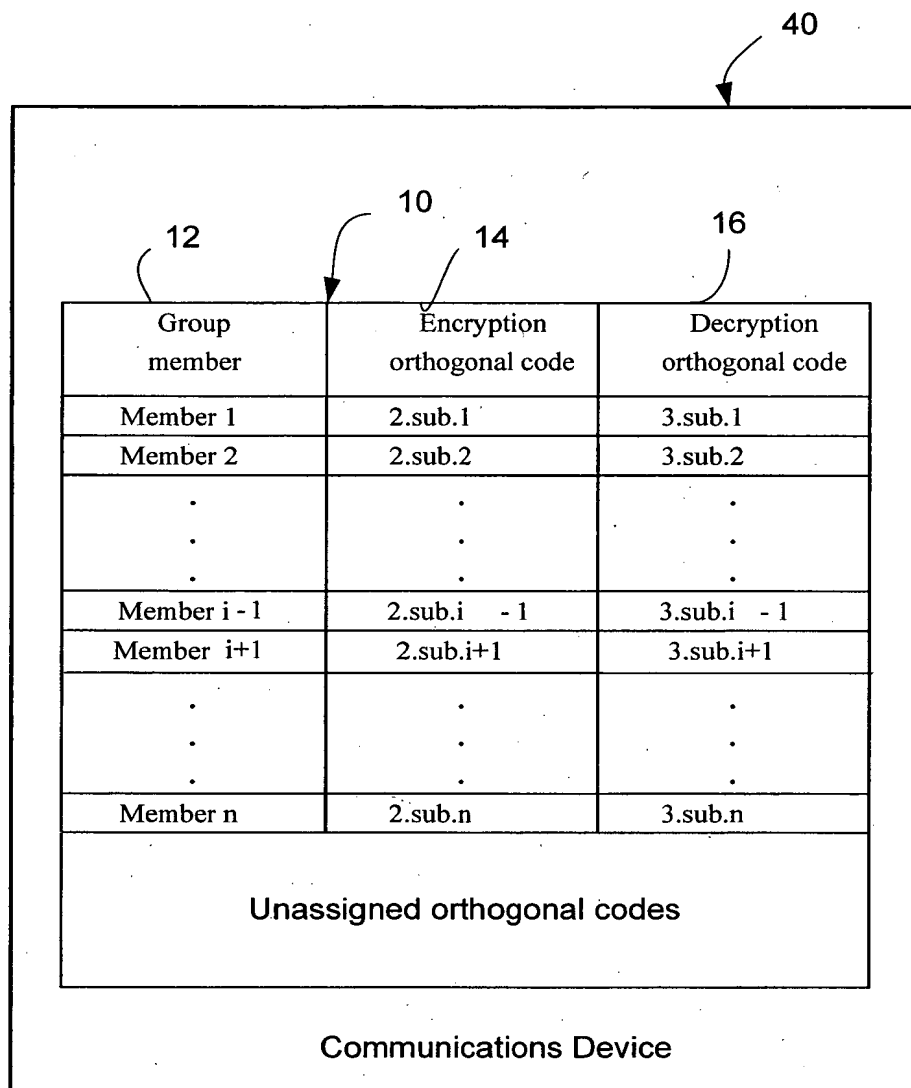 40
10
12 14 16
Group Encryption Decryption
member orthogonal code orthogonal code
Member 1 2.sub.1 3.sub.1
Member 2 2.sub.2 3.sub.2
. . .
. . .
. . .
Member i - 1 2.sub.i - 1 3.sub.i - 1
Member i+1 2.sub.i+1 3.sub.i+1
. . .
. . .
. . .
Member n 2.sub.n 3.sub.n
Unassigned orthogonal codes
Communications Device